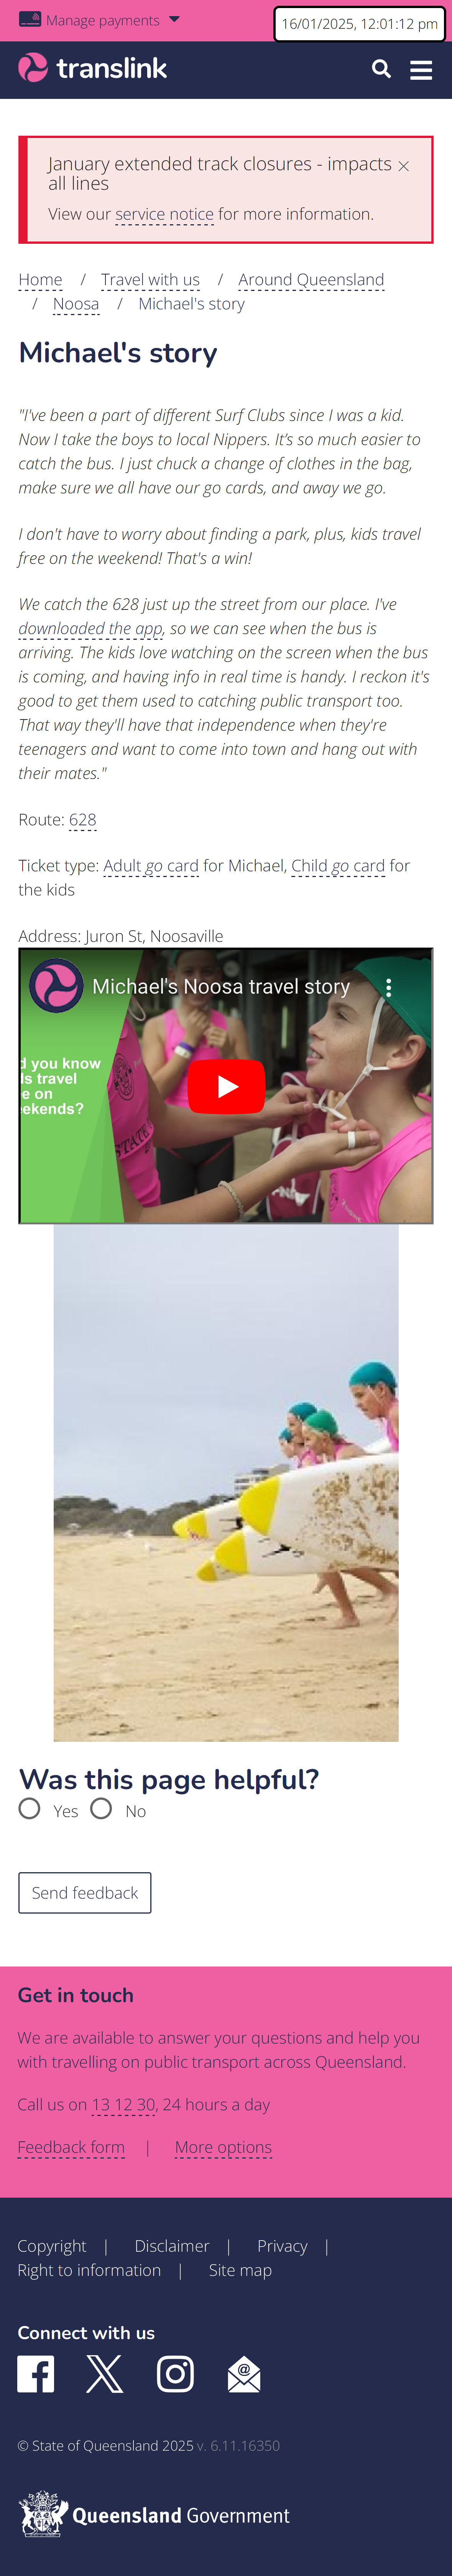 Manage payments
16/01/2025, 12:01:12 pm
translink
January extended track closures - impacts
all lines
View our service notice for more information.
Home / Travel with us / Around Queensland
/ Noosa / Michael's story
Michael's story
"I've been a part of different Surf Clubs since I was a kid.
Now I take the boys to local Nippers. It's so much easier to
catch the bus. I just chuck a change of clothes in the bag,
make sure we all have our go cards, and away we go.
I don't have to worry about finding a park, plus, kids travel
free on the weekend! That's a win!
We catch the 628 just up the street from our place. I've
downloaded the app, so we can see when the bus is
arriving. The kids love watching on the screen when the bus
is coming, and having info in real time is handy. I reckon it's
good to get them used to catching public transport too.
That way they'll have that independence when they're
teenagers and want to come into town and hang out with
their mates."
Route: 628
Ticket type: Adult go card for Michael, Child go card for
the kids
Address: Juron St, Noosaville
Michael's Noosa travel story
d you know
ls travel
e on
ekends?
Was this page helpful?
Yes No
Send feedback
Get in touch
We are available to answer your questions and help you
with travelling on public transport across Queensland.
Call us on 13 12 30, 24 hours a day
Feedback form | More options
Copyright | Disclaimer | Privacy |
Right to information | Site map
Connect with us
© State of Queensland 2025 v. 6.11.16350
Queensland Government